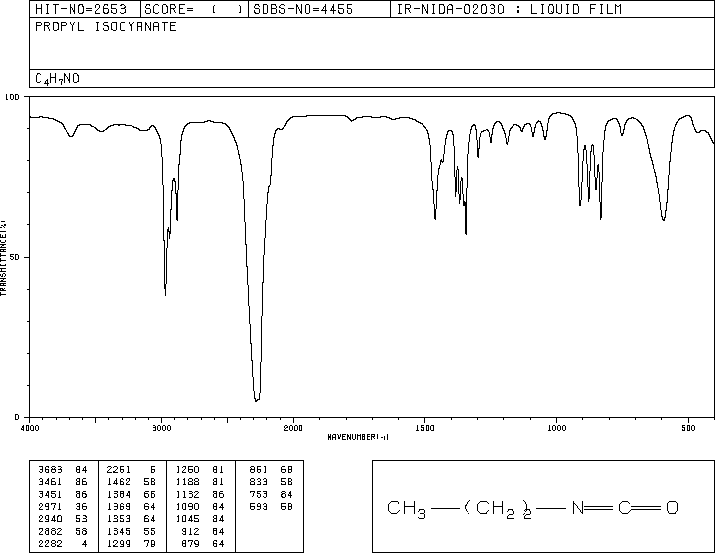 HIT-NO=2653 SCORE= ( ) SDBS-NO=4455 IR-NIDA-02030 : LIQUID FILM
PROPYL ISOCYANATE
C4H7NO
100
50
0
TRANSMITTANCE(%)
4000 3000 2000 1500 1000 500
WAVENUMBER(-1)
3683 84 2261 5 1250 81 851 68
3461 86 1462 58 1188 81 833 58
3451 86 1384 66 1132 86 753 84
2971 36 1369 64 1090 84 593 58
2940 53 1353 64 1045 84
2882 58 1345 55 912 64
2282 4 1299 79 879 64
CH3 (CH2)2 N C O